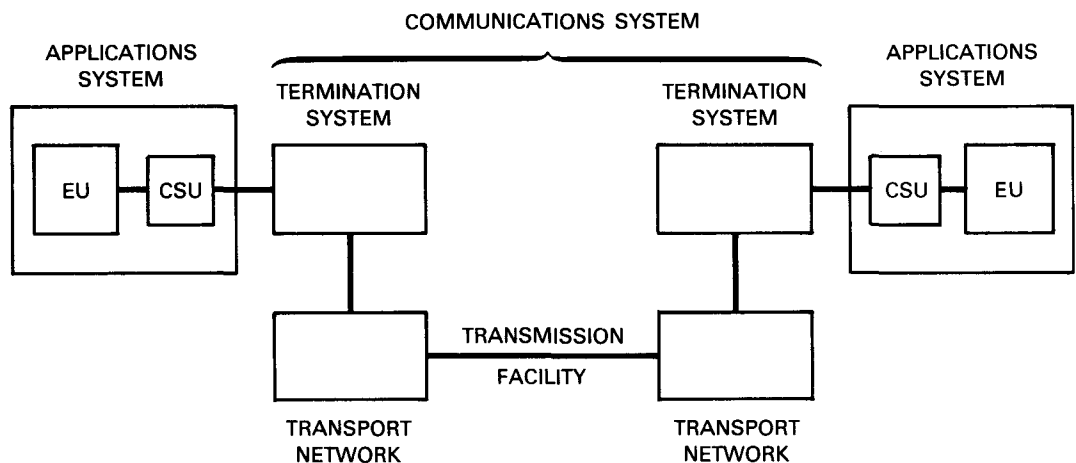 COMMUNICATIONS SYSTEM
APPLICATIONS
SYSTEM
APPLICATIONS
SYSTEM
TERMINATION
SYSTEM
TERMINATION
SYSTEM
EU
CSU
CSU
EU
TRANSMISSION
FACILITY
TRANSPORT
NETWORK
TRANSPORT
NETWORK